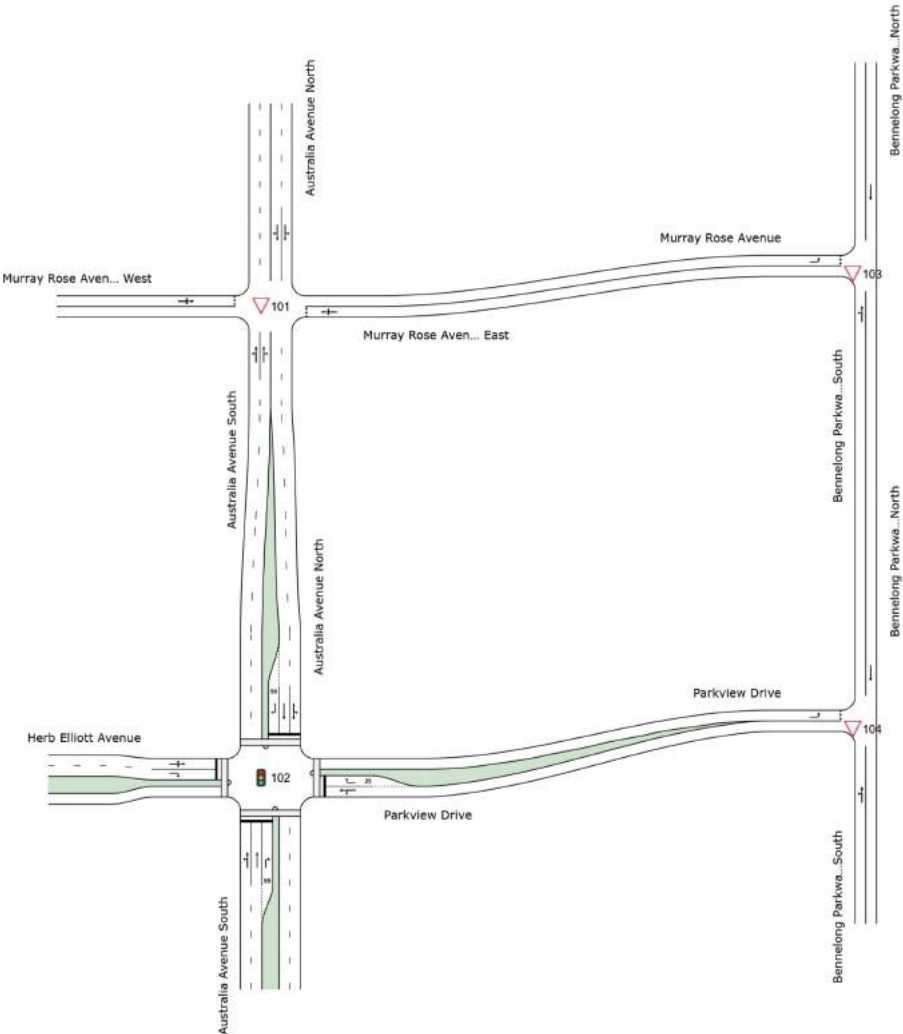 Bennelong Parkwa...North
Australia Avenue North
Murray Rose Avenue
Murray Rose Aven... West
101
103
Murray Rose Aven... East
Bennelong Parkwa...South
Australia Avenue South
Bennelong Parkwa...North
Australia Avenue North
50
Parkview Drive
Herb Elliott Avenue
104
102
25
Parkview Drive
Bennelong Parkwa...South
Australia Avenue South